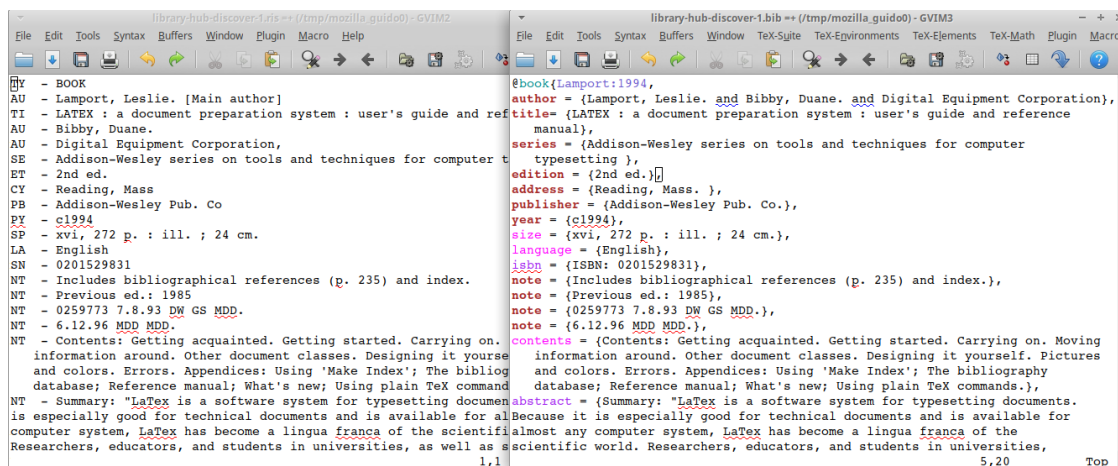 library-hub-discover-1.ris =+ (/tmp/mozilla_guido0) - GVIM2
File Edit Tools Syntax Buffers Window Plugin Macro Help
TY - BOOK
AU - Lamport, Leslie. [Main author]
TI - LATEX : a document preparation system : user's guide and ref
AU - Bibby, Duane.
AU - Digital Equipment Corporation,
SE - Addison-Wesley series on tools and techniques for computer t
ET - 2nd ed.
CY - Reading, Mass
PB - Addison-Wesley Pub. Co
PY - c1994
SP - xvi, 272 p. : ill. ; 24 cm.
LA - English
SN - 0201529831
NT - Includes bibliographical references (p. 235) and index.
NT - Previous ed.: 1985
NT - 0259773 7.8.93 DW GS MDD.
NT - 6.12.96 MDD MDD.
NT - Contents: Getting acquainted. Getting started. Carrying on.
information around. Other document classes. Designing it yourse
and colors. Errors. Appendices: Using 'Make Index'; The bibliog
database; Reference manual; What's new; Using plain TeX command
NT - Summary: "LaTex is a software system for typesetting documen
is especially good for technical documents and is available for al
computer system, LaTex has become a lingua franca of the scientifi
Researchers, educators, and students in universities, as well as s
1,1
library-hub-discover-1.bib =+ (/tmp/mozilla_guido0) - GVIM3
File Edit Tools Syntax Buffers Window TeX-Suite TeX-Environments TeX-Elements TeX-Math Plugin Macro
@book{Lamport:1994,
author = {Lamport, Leslie. and Bibby, Duane. and Digital Equipment Corporation},
title= {LATEX : a document preparation system : user's guide and reference
manual},
series = {Addison-Wesley series on tools and techniques for computer
typesetting },
edition = {2nd ed.},
address = {Reading, Mass. },
publisher = {Addison-Wesley Pub. Co.},
year = {c1994},
size = {xvi, 272 p. : ill. ; 24 cm.},
language = {English},
isbn = {ISBN: 0201529831},
note = {Includes bibliographical references (p. 235) and index.},
note = {Previous ed.: 1985},
note = {0259773 7.8.93 DW GS MDD.},
note = {6.12.96 MDD MDD.},
contents = {Contents: Getting acquainted. Getting started. Carrying on. Moving
information around. Other document classes. Designing it yourself. Pictures
and colors. Errors. Appendices: Using 'Make Index'; The bibliography
database; Reference manual; What's new; Using plain TeX commands.},
abstract = {Summary: "LaTex is a software system for typesetting documents.
Because it is especially good for technical documents and is available for
almost any computer system, LaTex has become a lingua franca of the
scientific world. Researchers, educators, and students in universities,
5,20 Top